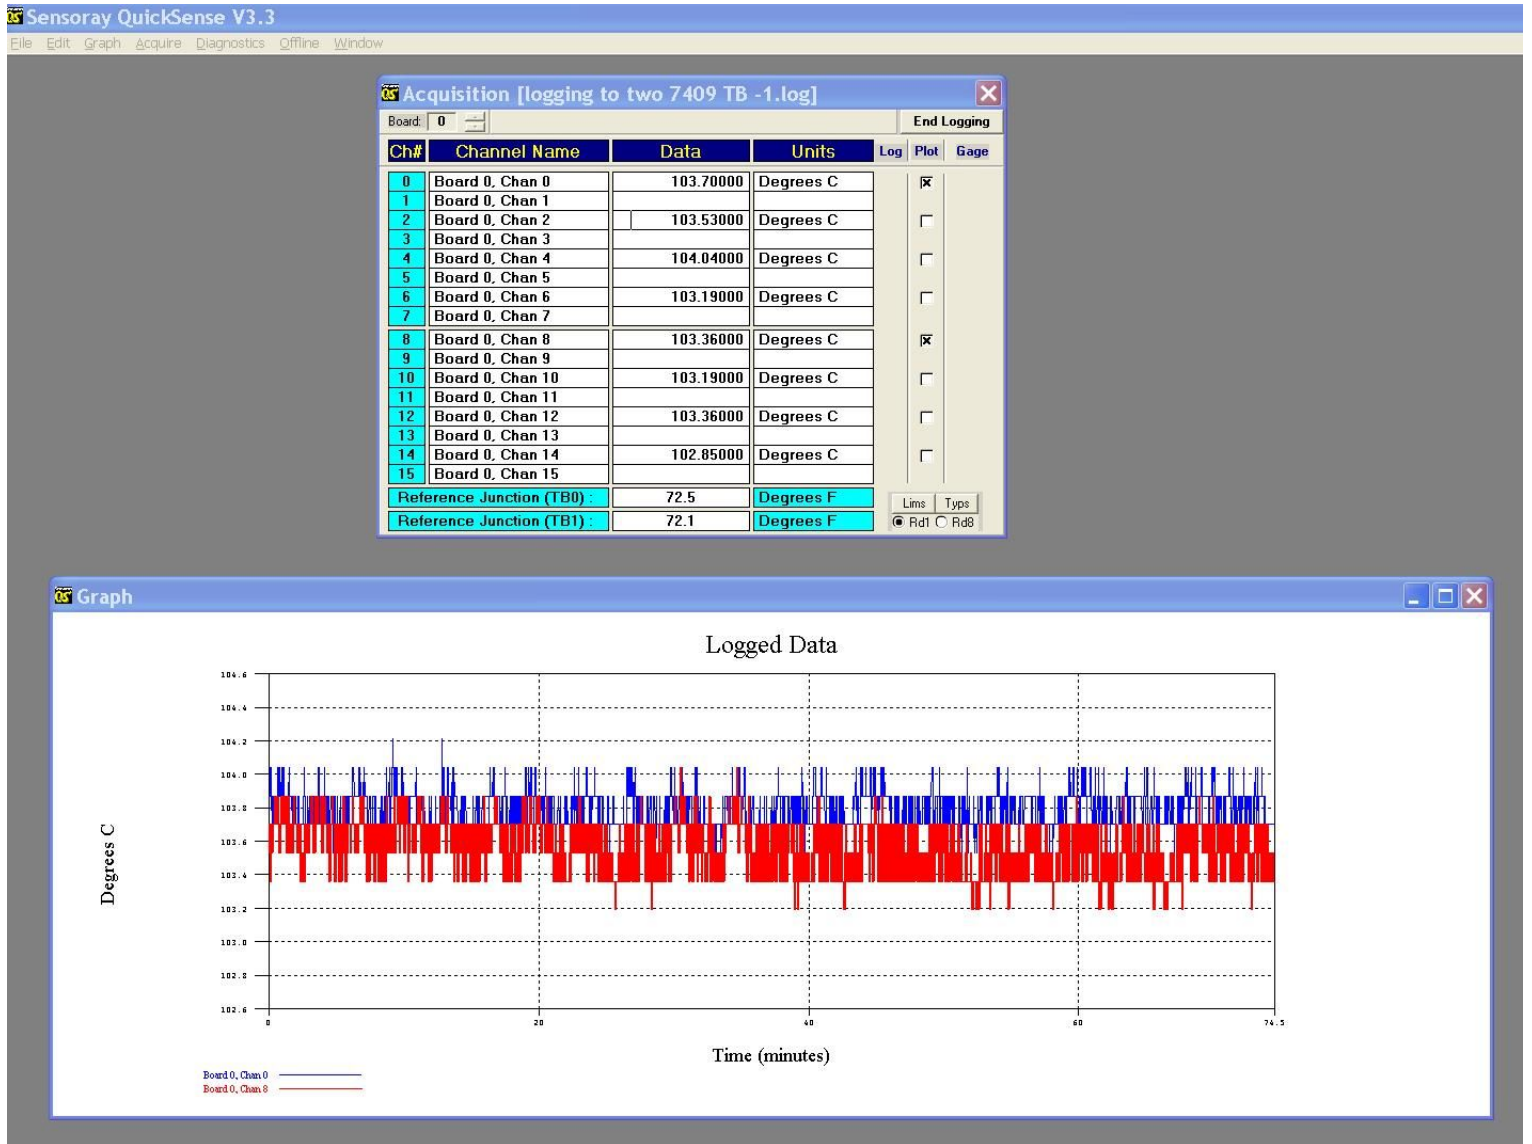 QS Sensoray QuickSense V3.3
File Edit Graph Acquire Diagnostics Offline Window
QS Acquisition [logging to two 7409 TB -1.log]
Board: 0 End Logging
Ch# Channel Name Data Units Log Plot Gage
0 Board 0, Chan 0 103.70000 Degrees C
1 Board 0, Chan 1
2 Board 0, Chan 2 103.53000 Degrees C
3 Board 0, Chan 3
4 Board 0, Chan 4 104.04000 Degrees C
5 Board 0, Chan 5
6 Board 0, Chan 6 103.19000 Degrees C
7 Board 0, Chan 7
8 Board 0, Chan 8 103.36000 Degrees C
9 Board 0, Chan 9
10 Board 0, Chan 10 103.19000 Degrees C
11 Board 0, Chan 11
12 Board 0, Chan 12 103.36000 Degrees C
13 Board 0, Chan 13
14 Board 0, Chan 14 102.85000 Degrees C
15 Board 0, Chan 15
Reference Junction (TB0) : 72.5 Degrees F Lims Typs
Reference Junction (TB1) : 72.1 Degrees F Rd1 Rd8
QS Graph
Logged Data
104.6
104.4
104.2
104.0
103.8
103.6
103.4
103.2
103.0
102.8
102.6
Degrees C
0 20 40 60 74.5
Time (minutes)
Board 0, Chan 0
Board 0, Chan 8